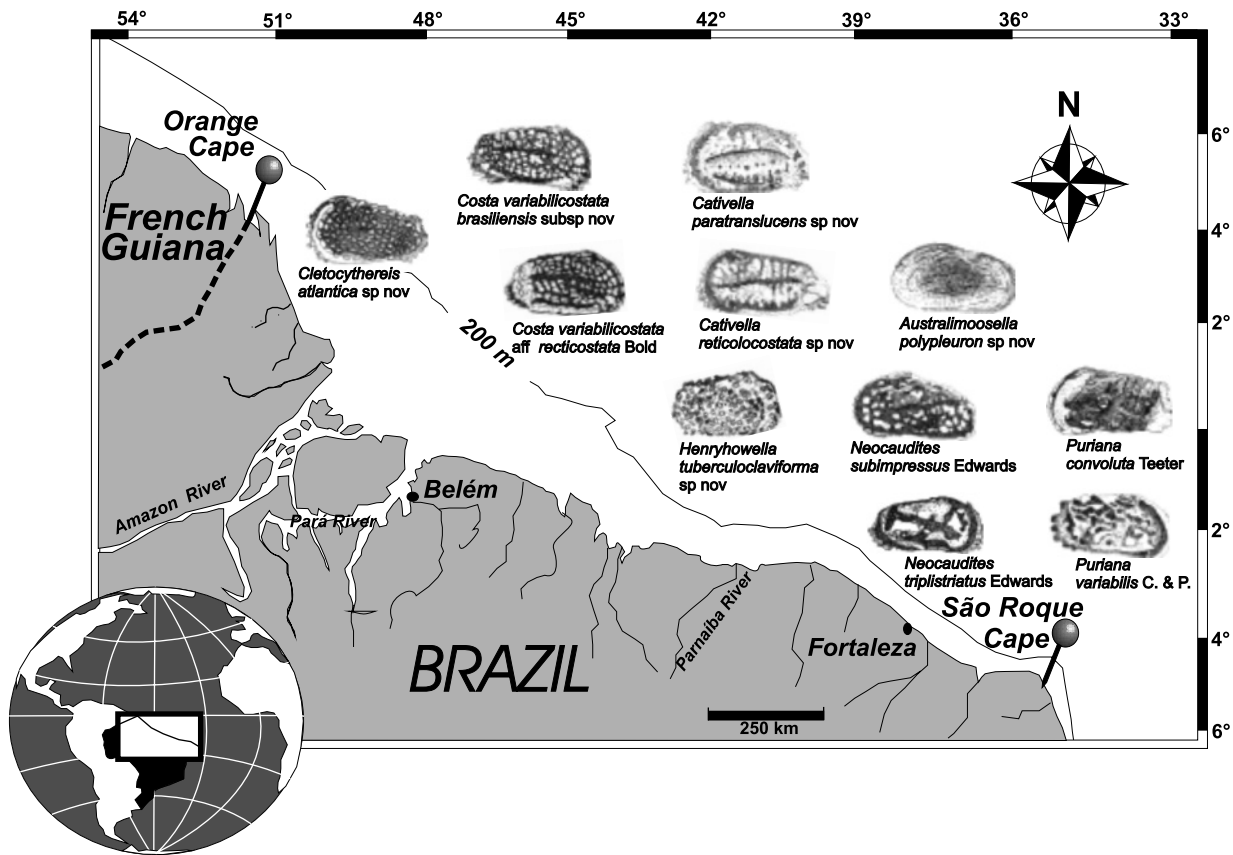 54° 51° 48° 45° 42° 39° 36° 33°
N
6°
Orange
Cape
French
Guiana
Costa variabilicostata
brasiliensis subsp nov
Cativella
paratranslucens sp nov
4°
Cletocythereis
atlantica sp nov
Costa variabilicostata
aff recticostata Bold
Cativella
reticolocostata sp nov
Australimoosella
polypleuron sp nov
2°
200 m
Henryhowella
tuberculoclaviforma
sp nov
Neocaudites
subimpressus Edwards
Puriana
convoluta Teeter
Amazon River
Pará River
Belém
2°
Neocaudites
triplistriatus Edwards
Puriana
variabilis C. & P.
São Roque
Cape
Parnaíba River
Fortaleza
4°
BRAZIL
250 km
6°